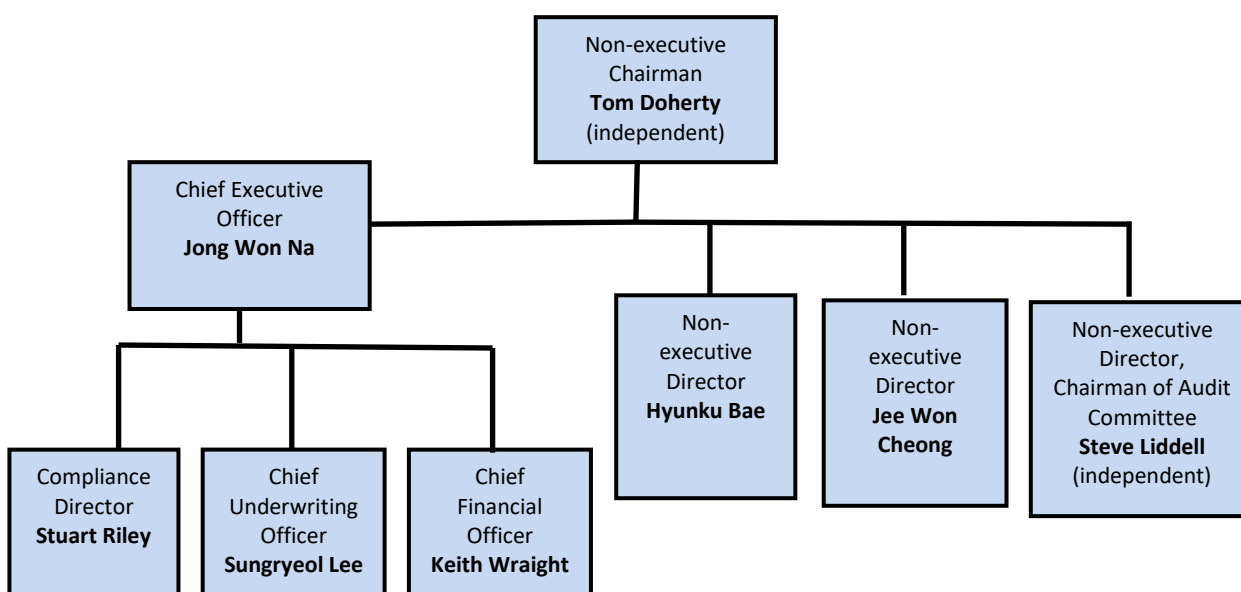 Non-executive
Chairman
Tom Doherty
(independent)
Chief Executive
Officer
Jong Won Na
Non-
executive
Director
Hyunku Bae
Non-
executive
Director
Jee Won
Cheong
Non-executive
Director,
Chairman of Audit
Committee
Steve Liddell
(independent)
Compliance
Director
Stuart Riley
Chief
Underwriting
Officer
Sungryeol Lee
Chief
Financial
Officer
Keith Wraight